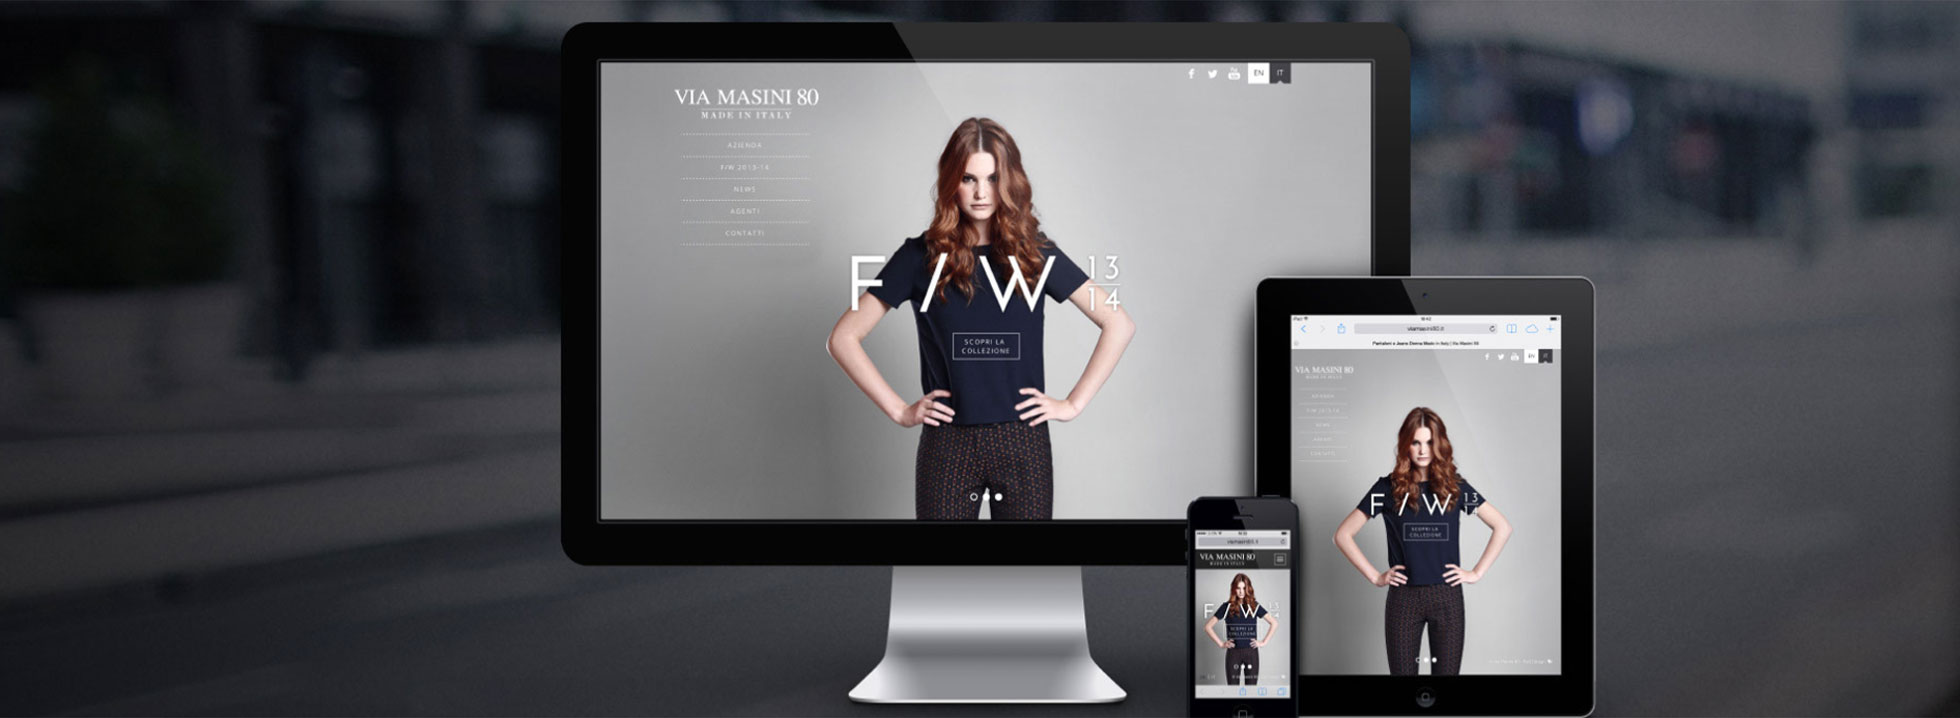 EN IT
VIA MASINI 80
MADE IN ITALY
AZIENDA
F/W 2013-14
NEWS
AGENTI
CONTATTI
F / W 13
14
SCOPRI LA
COLLEZIONE
iPad
viamasini80.it
Pantaloni e Jeans Donna Made in Italy | Via Masini 80
EN IT
VIA MASINI 80
MADE IN ITALY
AZIENDA
F/W 2013-14
NEWS
AGENTI
CONTATTI
F / W 13
14
SCOPRI LA
COLLEZIONE
viamasini80.it
VIA MASINI 80
MADE IN ITALY
F / W 13
14
SCOPRI LA
COLLEZIONE